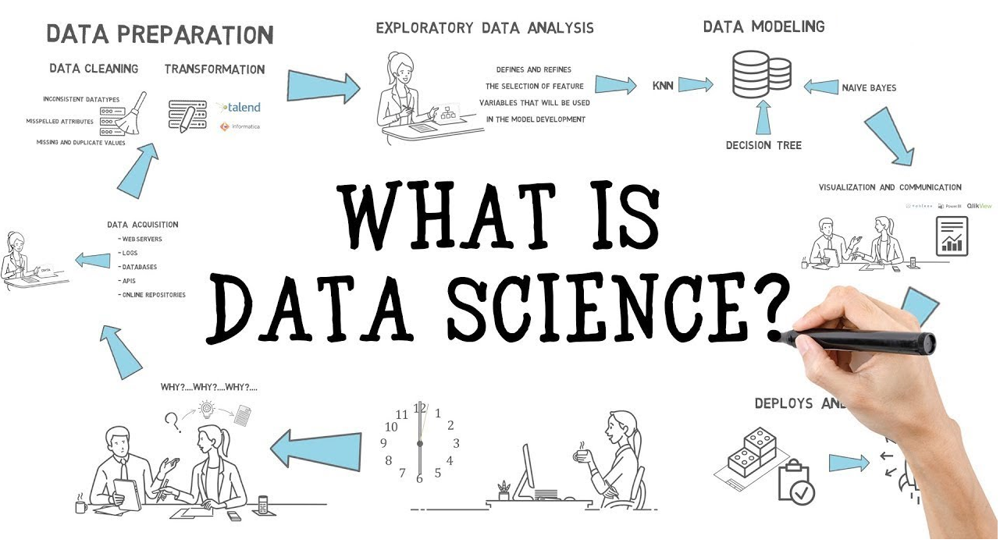 DATA PREPARATION
DATA CLEANING
TRANSFORMATION
INCONSISTENT DATATYPES
MISSPELLED ATTRIBUTES
MISSING AND DUPLICATE VALUES
talend
Informatica
EXPLORATORY DATA ANALYSIS
DEFINES AND REFINES
THE SELECTION OF FEATURE
VARIABLES THAT WILL BE USED
IN THE MODEL DEVELOPMENT
DATA MODELING
KNN
NAIVE BAYES
DECISION TREE
VISUALIZATION AND COMMUNICATION
tableau
Power BI
QlikView
WHAT IS
DATA SCIENCE?
DATA ACQUISITION
- WEB SERVERS
- LOGS
- DATABASES
- APIS
- ONLINE REPOSITORIES
DATA
WHY?....WHY?....WHY?....
?
12
1
2
3
4
5
6
7
8
9
10
11
DEPLOYS AND